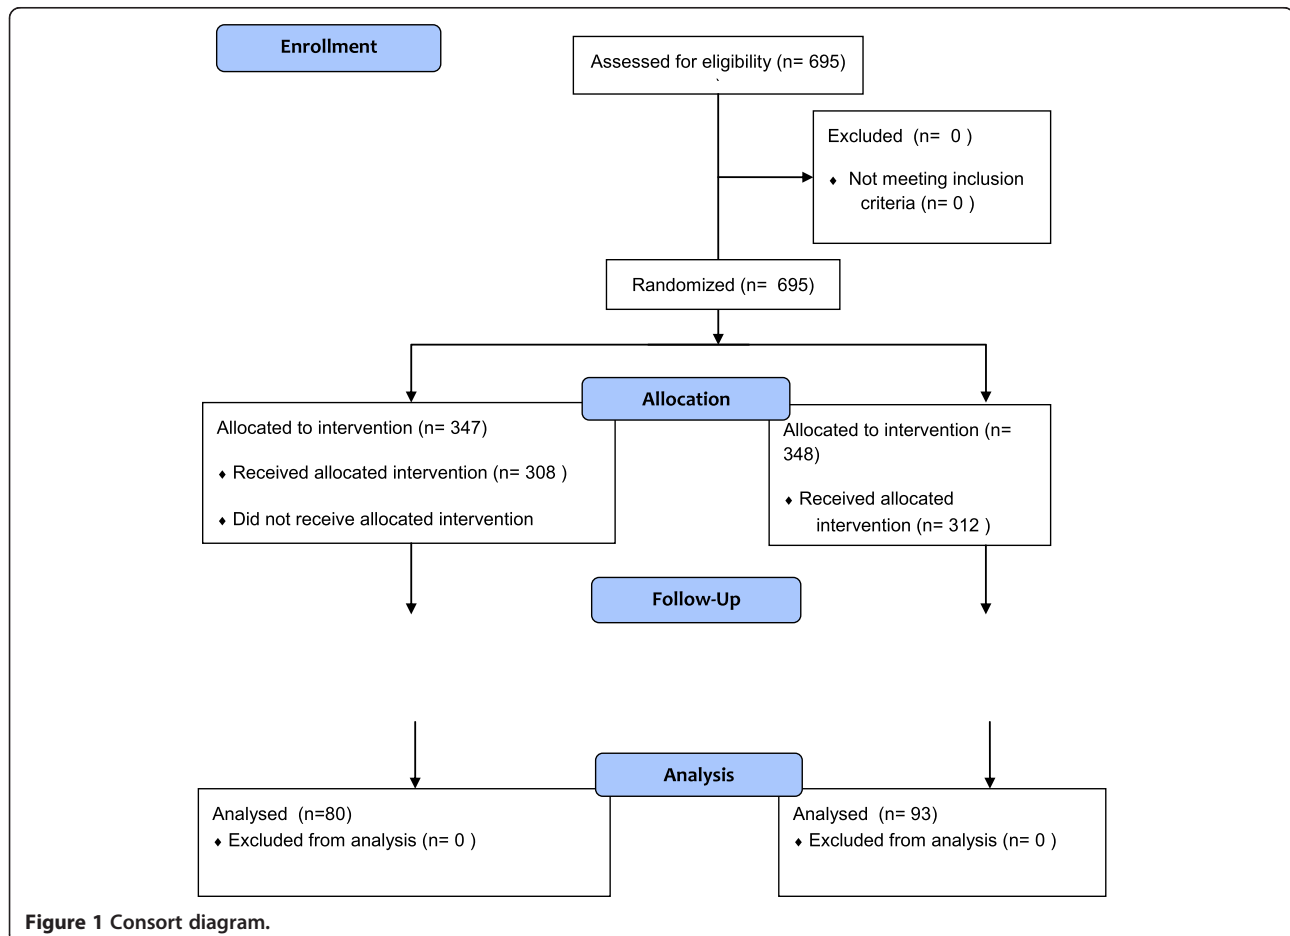 Enrollment
Assessed for eligibility (n= 695)
Excluded (n= 0 )
♦ Not meeting inclusion
criteria (n= 0 )
Randomized (n= 695)
Allocation
Allocated to intervention (n= 347)
♦ Received allocated intervention (n= 308 )
♦ Did not receive allocated intervention
Allocated to intervention (n=
348)
♦ Received allocated
intervention (n= 312 )
Follow-Up
Analysis
Analysed (n=80)
♦ Excluded from analysis (n= 0 )
Analysed (n= 93)
♦ Excluded from analysis (n= 0 )
Figure 1 Consort diagram.